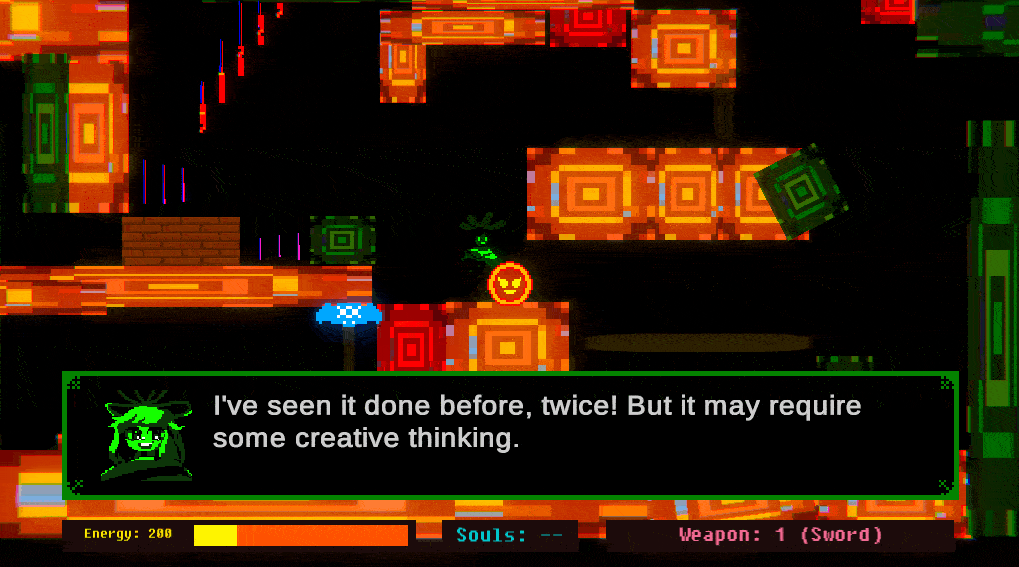 I've seen it done before, twice! But it may require
some creative thinking.
Energy: 200
Souls: --
Weapon: 1 (Sword)